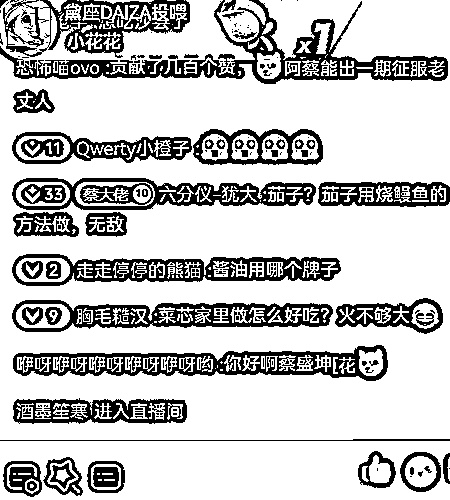 黛座DAIZA投喂
小花花
x1
恐怖喵ovo :贡献了几百个赞，阿蔡能出一期征服老
丈人
11 Qwerty小橙子 :
33 蔡大佬 10 六分仪-犹大 :茄子？茄子用烧鳗鱼的
方法做，无敌
2 走走停停的熊猫 :酱油用哪个牌子
9 胸毛糙汉 :菜芯家里做怎么好吃？火不够大
咿呀咿呀咿呀咿呀咿呀哟 :你好啊蔡盛坤[花
酒墨笙寒 进入直播间